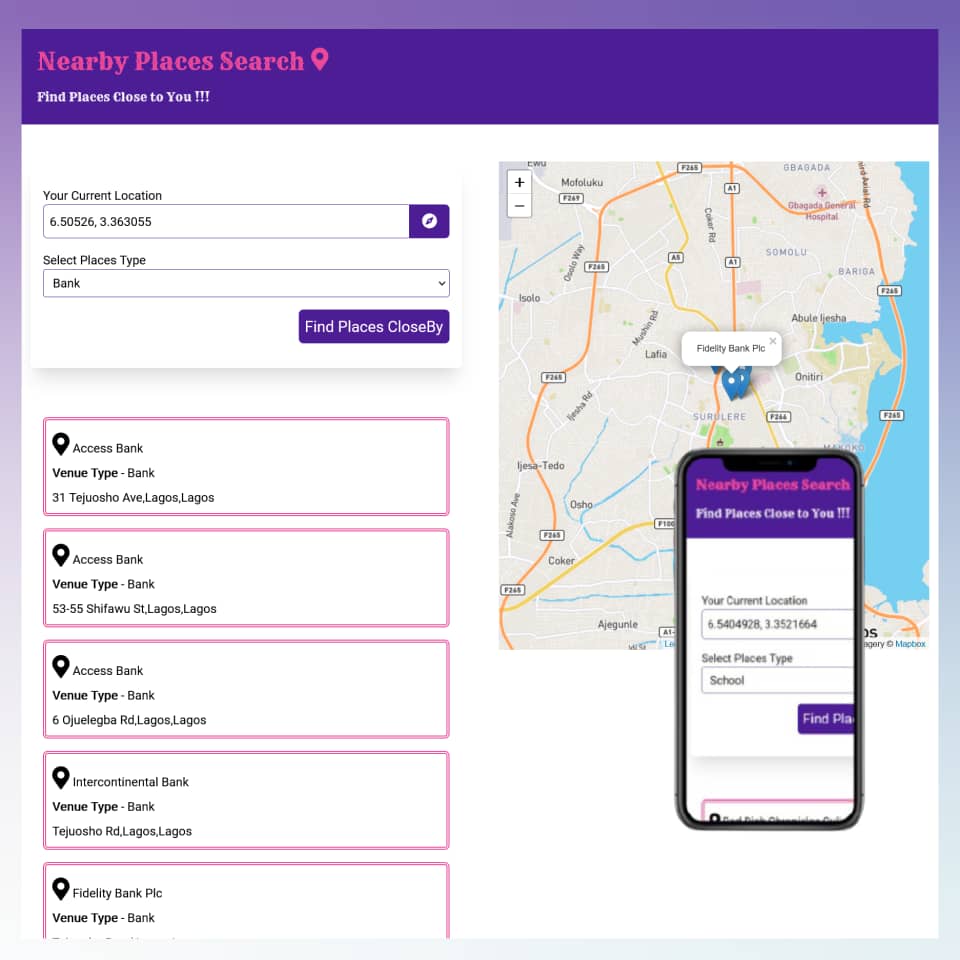 Nearby Places Search
Find Places Close to You !!!
Your Current Location
6.50526, 3.363055
Select Places Type
Bank
Find Places CloseBy
Access Bank
Venue Type - Bank
31 Tejuosho Ave,Lagos,Lagos
Access Bank
Venue Type - Bank
53-55 Shifawu St,Lagos,Lagos
Access Bank
Venue Type - Bank
6 Ojuelegba Rd,Lagos,Lagos
Intercontinental Bank
Venue Type - Bank
Tejuosho Rd,Lagos,Lagos
Fidelity Bank Plc
Venue Type - Bank
+
−
Ewu
F265
GBAGADA
Mofoluku
F269
A1
Gbagada General
Hospital
Coker Rd
Osolo Way
A5
A1
SOMOLU
F265
BARIGA
F265
Isolo
Mushin Rd
Abule Ijesha
Fidelity Bank Plc
×
Lafia
F265
Onitiri
Ijesha Rd
SURULERE
F266
F265
MAKOKO
Ijesa-Tedo
Alakoso Ave
Osho
F100
F265
Coker
F265
Ajegunle
A1
os
Le
agery © Mapbox
Nearby Places Search
Find Places Close to You !!!
Your Current Location
6.5404928, 3.3521664
Select Places Type
School
Find Pla